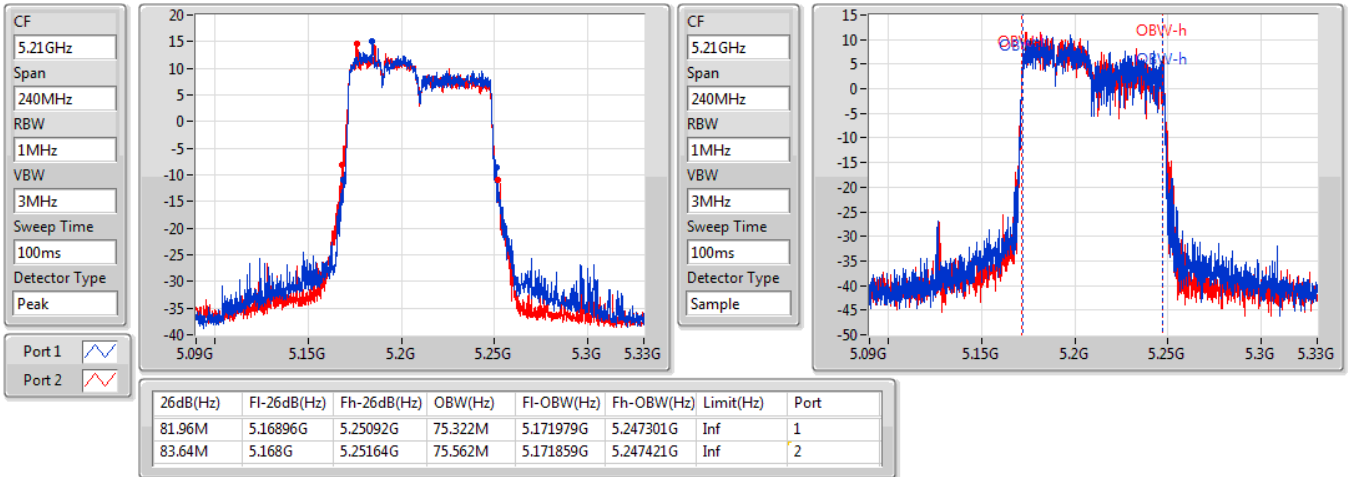 CF
5.21GHz
Span
240MHz
RBW
1MHz
VBW
3MHz
Sweep Time
100ms
Detector Type
Peak
20
15
10
5
0
-5
-10
-15
-20
-25
-30
-35
-40
5.09G 5.15G 5.2G 5.25G 5.3G 5.33G
CF
5.21GHz
Span
240MHz
RBW
1MHz
VBW
3MHz
Sweep Time
100ms
Detector Type
Sample
15
10
5
0
-5
-10
-15
-20
-25
-30
-35
-40
-45
-50
OBW-h
OBW-h
5.09G 5.15G 5.2G 5.25G 5.3G 5.33G
Port 1
Port 2
26dB(Hz) Fl-26dB(Hz) Fh-26dB(Hz) OBW(Hz) Fl-OBW(Hz) Fh-OBW(Hz) Limit(Hz) Port
81.96M 5.16896G 5.25092G 75.322M 5.171979G 5.247301G Inf 1
83.64M 5.168G 5.25164G 75.562M 5.171859G 5.247421G Inf 2